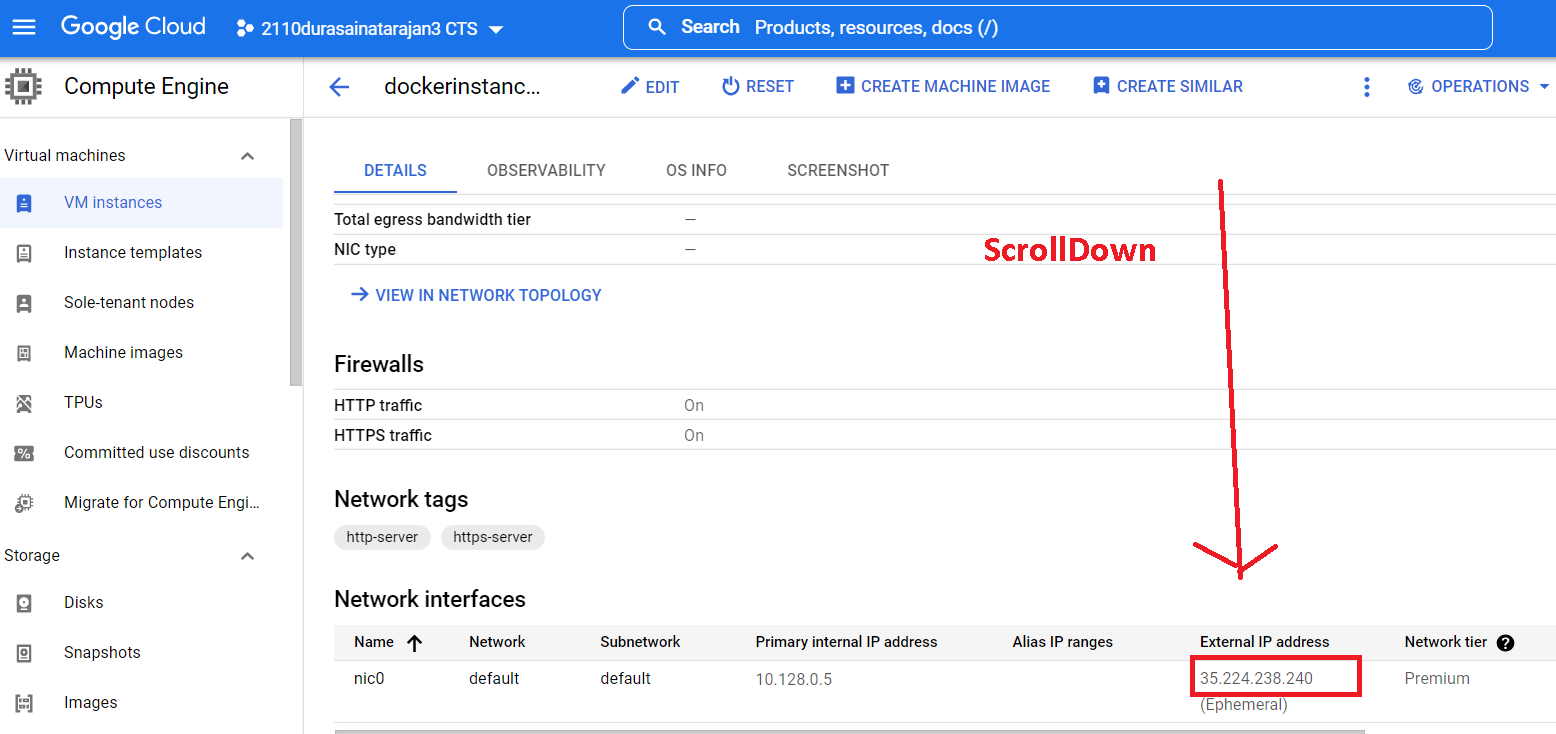 Google Cloud
2110durasainatarajan3 CTS
Search Products, resources, docs (/)
Compute Engine
dockerinstanc...
EDIT
RESET
CREATE MACHINE IMAGE
CREATE SIMILAR
OPERATIONS
Virtual machines
VM instances
Instance templates
Sole-tenant nodes
Machine images
TPUs
Committed use discounts
Migrate for Compute Engi...
Storage
Disks
Snapshots
Images
DETAILS OBSERVABILITY OS INFO SCREENSHOT
Total egress bandwidth tier —
NIC type —
ScrollDown
VIEW IN NETWORK TOPOLOGY
Firewalls
HTTP traffic On
HTTPS traffic On
Network tags
http-server https-server
Network interfaces
Name Network Subnetwork Primary internal IP address Alias IP ranges External IP address Network tier ?
nic0 default default 10.128.0.5 35.224.238.240 Premium
(Ephemeral)